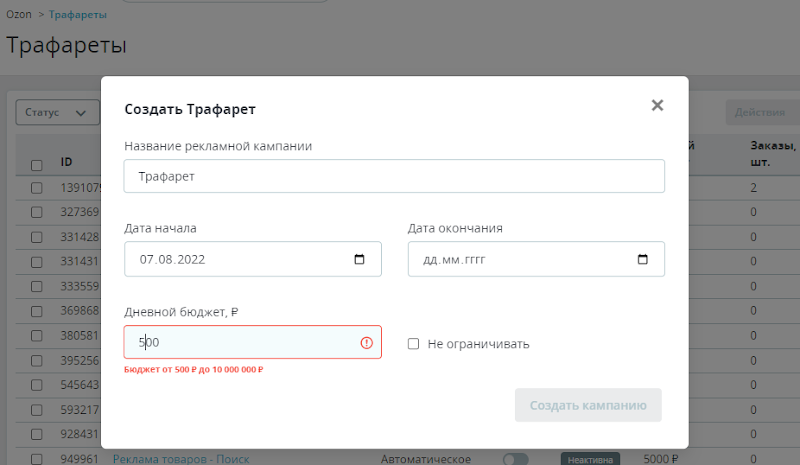 Ozon > Трафареты
Трафареты
Статус
Действия
Создать Трафарет
Название рекламной кампании
Трафарет
Дата начала
Дата окончания
07.08.2022
дд.мм.гггг
Дневной бюджет, ₽
500
Не ограничивать
Бюджет от 500 ₽ до 10 000 000 ₽
Создать кампанию
ID
Заказы,
шт.
1391079
2
327369
0
331428
0
331431
0
333559
0
369868
0
380581
0
395256
0
545643
0
593217
0
928431
0
949961 Реклама товаров - Поиск Автоматическое Неактивна 5000 ₽ 0